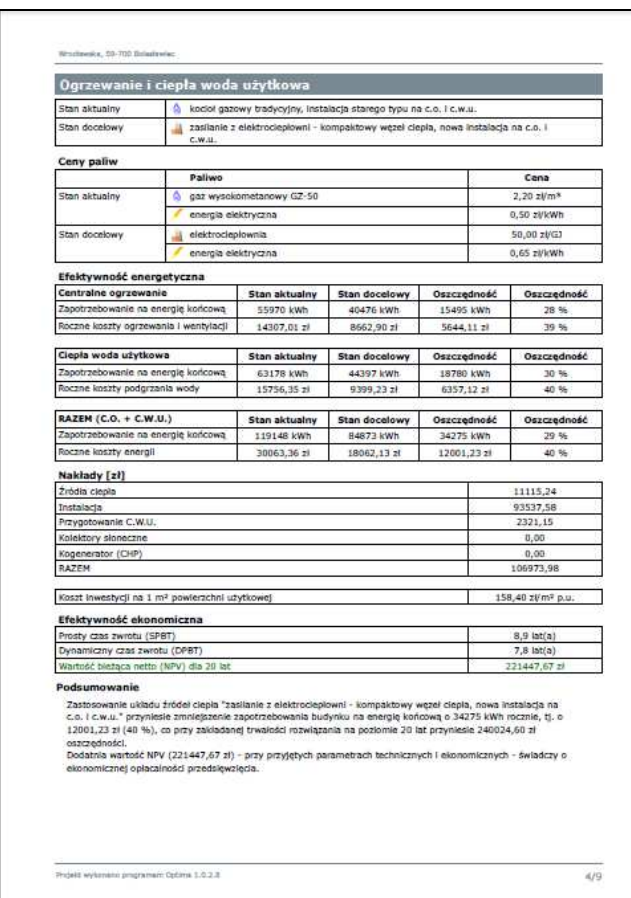 Wrocławska, 59-700 Bolesławiec
Ogrzewanie i ciepła woda użytkowa
Stan aktualny kocioł gazowy tradycyjny, instalacja starego typu na c.o. i c.w.u.
Stan docelowy zasilanie z elektrociepłowni - kompaktowy węzeł ciepła, nowa instalacja na c.o. i
c.w.u.
Ceny paliw
Paliwo Cena
Stan aktualny gaz wysokometanowy GZ-50 2,20 zł/m³
energia elektryczna 0,50 zł/kWh
Stan docelowy elektrociepłownia 50,00 zł/GJ
energia elektryczna 0,65 zł/kWh
Efektywność energetyczna
Centralne ogrzewanie Stan aktualny Stan docelowy Oszczędność Oszczędność
Zapotrzebowanie na energię końcową 55970 kWh 40476 kWh 15495 kWh 28 %
Roczne koszty ogrzewania i wentylacji 14307,01 zł 8662,90 zł 5644,11 zł 39 %
Ciepła woda użytkowa Stan aktualny Stan docelowy Oszczędność Oszczędność
Zapotrzebowanie na energię końcową 63178 kWh 44397 kWh 18780 kWh 30 %
Roczne koszty podgrzania wody 15756,35 zł 9399,23 zł 6357,12 zł 40 %
RAZEM (C.O. + C.W.U.) Stan aktualny Stan docelowy Oszczędność Oszczędność
Zapotrzebowanie na energię końcową 119148 kWh 84873 kWh 34275 kWh 29 %
Roczne koszty energii 30063,36 zł 18062,13 zł 12001,23 zł 40 %
Nakłady [zł]
Źródła ciepła 11115,24
Instalacja 93537,58
Przygotowanie C.W.U. 2321,15
Kolektory słoneczne 0,00
Kogenerator (CHP) 0,00
RAZEM 106973,98
Koszt inwestycji na 1 m² powierzchni użytkowej 158,40 zł/m² p.u.
Efektywność ekonomiczna
Prosty czas zwrotu (SPBT) 8,9 lat(a)
Dynamiczny czas zwrotu (DPBT) 7,8 lat(a)
Wartość bieżąca netto (NPV) dla 20 lat 221447,67 zł
Podsumowanie
Zastosowanie układu źródeł ciepła "zasilanie z elektrociepłowni - kompaktowy węzeł ciepła, nowa instalacja na
c.o. i c.w.u." przyniesie zmniejszenie zapotrzebowania budynku na energię końcową o 34275 kWh rocznie, tj. o
12001,23 zł (40 %), co przy zakładanej trwałości rozwiązania na poziomie 20 lat przyniesie 240024,60 zł
oszczędności.
Dodatnia wartość NPV (221447,67 zł) - przy przyjętych parametrach technicznych i ekonomicznych - świadczy o
ekonomicznej opłacalności przedsięwzięcia.
Projekt wykonano programem Optima 1.0.2.8 4/9